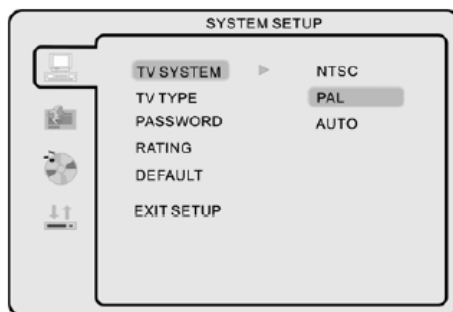 SYSTEM SETUP
TV SYSTEM NTSC
TV TYPE PAL
PASSWORD AUTO
RATING
DEFAULT
EXIT SETUP